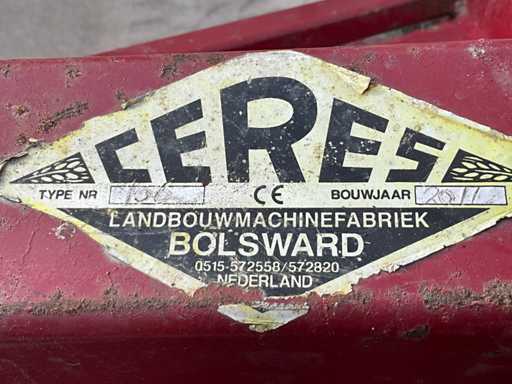 CERES
TYPE NR CE BOUWJAAR 2011
LANDBOUWMACHINEFABRIEK
BOLSWARD
0515-572558/572820
NEDERLAND